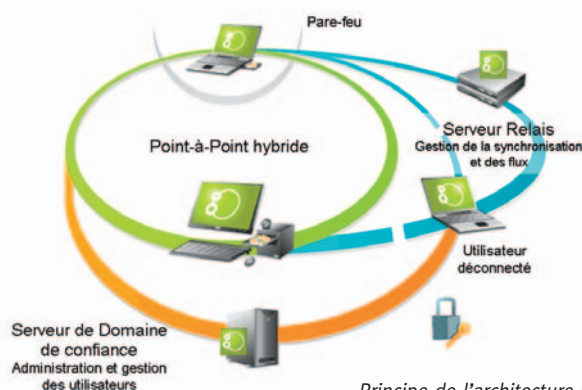 Pare-feu
Serveur Relais
Gestion de la synchronisation
et des flux
Point-à-Point hybride
Utilisateur
déconnecté
Serveur de Domaine
de confiance
Administration et gestion
des utilisateurs
Principe de l'architecture